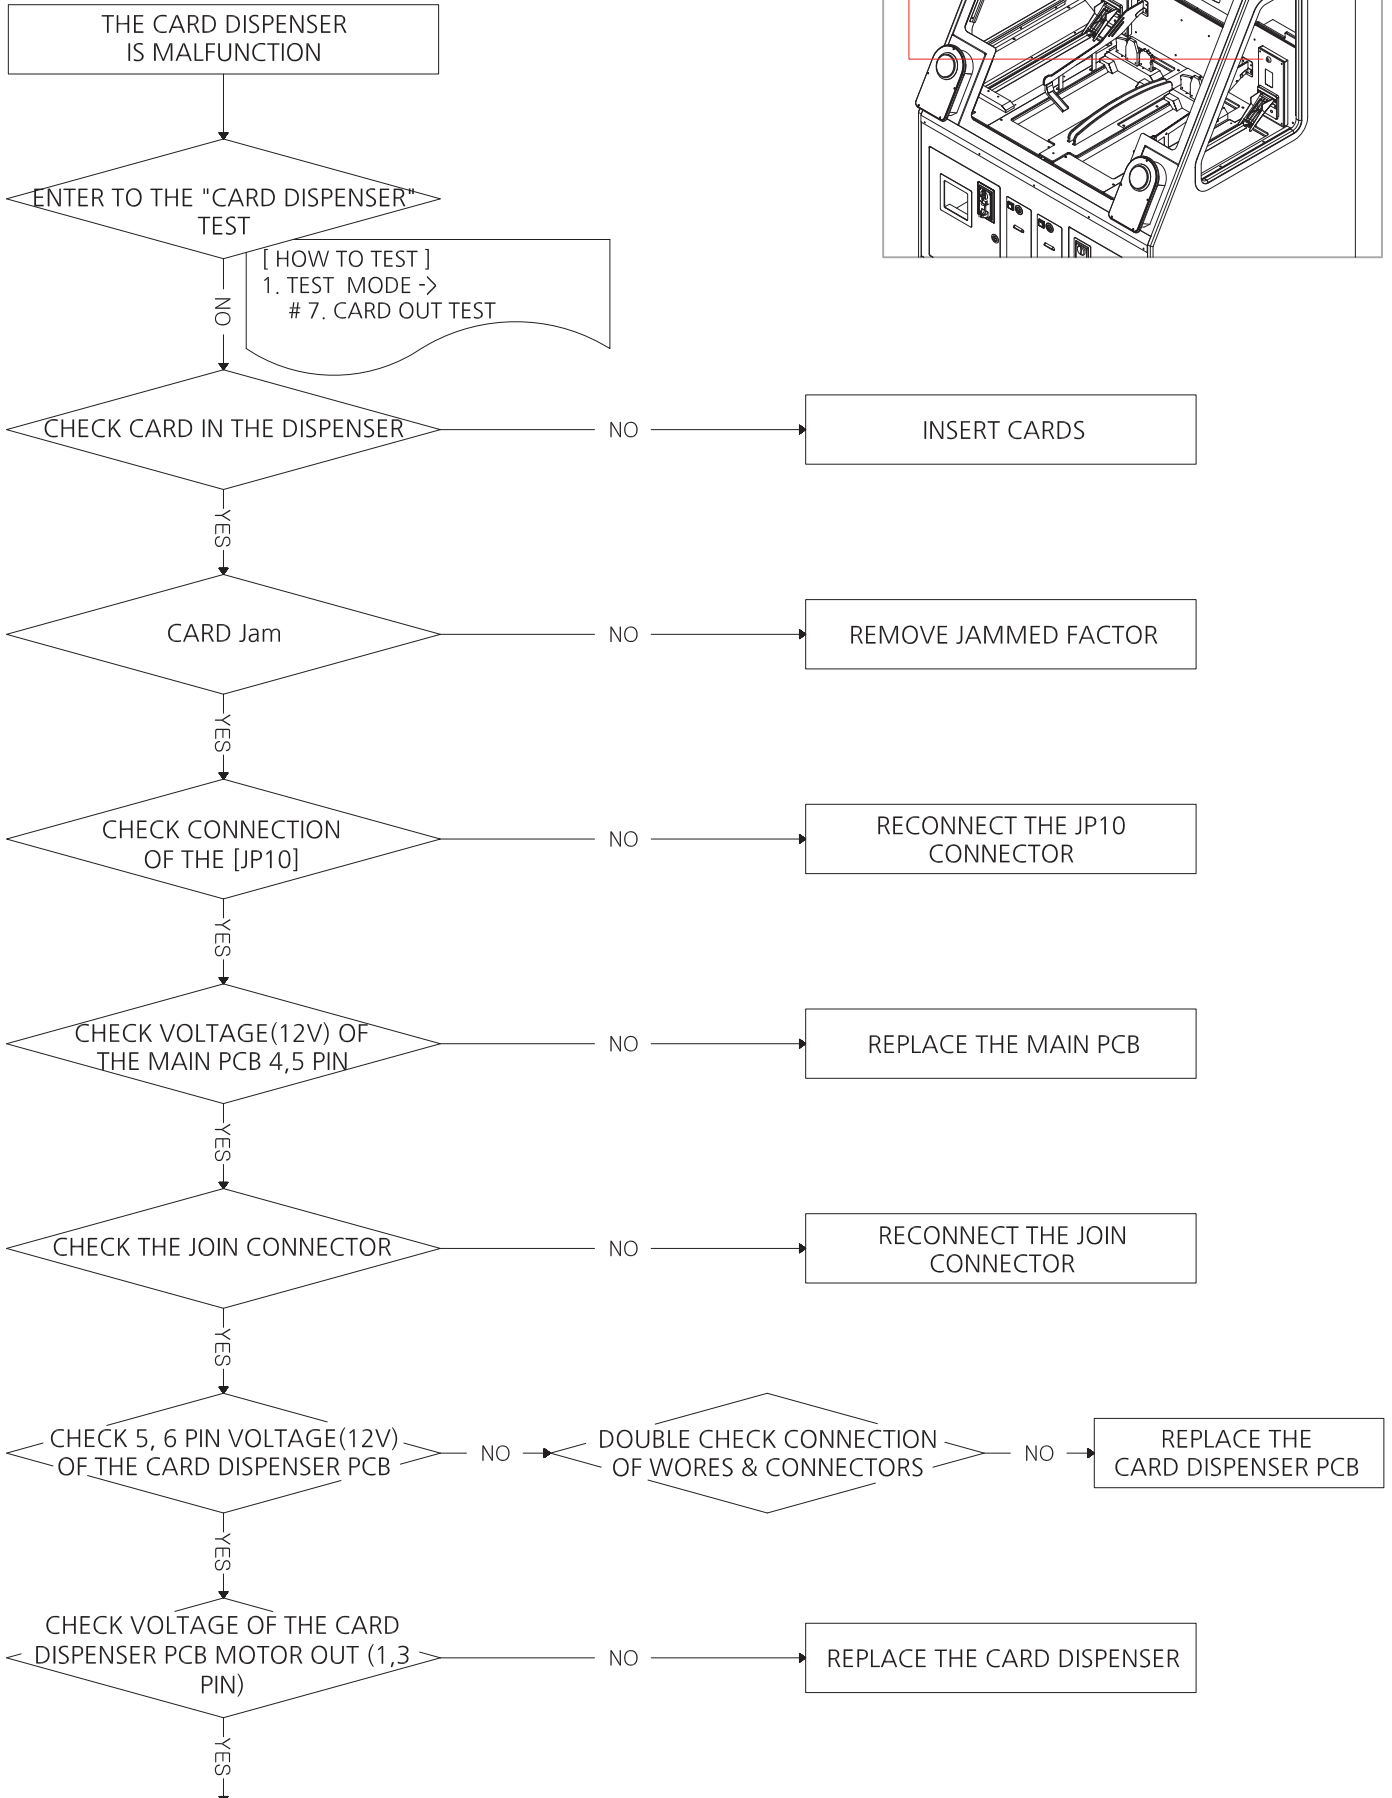 THE CARD DISPENSER
IS MALFUNCTION
ENTER TO THE "CARD DISPENSER"
TEST
[ HOW TO TEST ]
1. TEST MODE ->
# 7. CARD OUT TEST
NO
CHECK CARD IN THE DISPENSER
NO
INSERT CARDS
YES
CARD Jam
NO
REMOVE JAMMED FACTOR
YES
CHECK CONNECTION
OF THE [JP10]
NO
RECONNECT THE JP10
CONNECTOR
YES
CHECK VOLTAGE(12V) OF
THE MAIN PCB 4,5 PIN
NO
REPLACE THE MAIN PCB
YES
CHECK THE JOIN CONNECTOR
NO
RECONNECT THE JOIN
CONNECTOR
YES
CHECK 5, 6 PIN VOLTAGE(12V)
OF THE CARD DISPENSER PCB
NO
DOUBLE CHECK CONNECTION
OF WORES & CONNECTORS
NO
REPLACE THE
CARD DISPENSER PCB
YES
CHECK VOLTAGE OF THE CARD
DISPENSER PCB MOTOR OUT (1,3
PIN)
NO
REPLACE THE CARD DISPENSER
YES